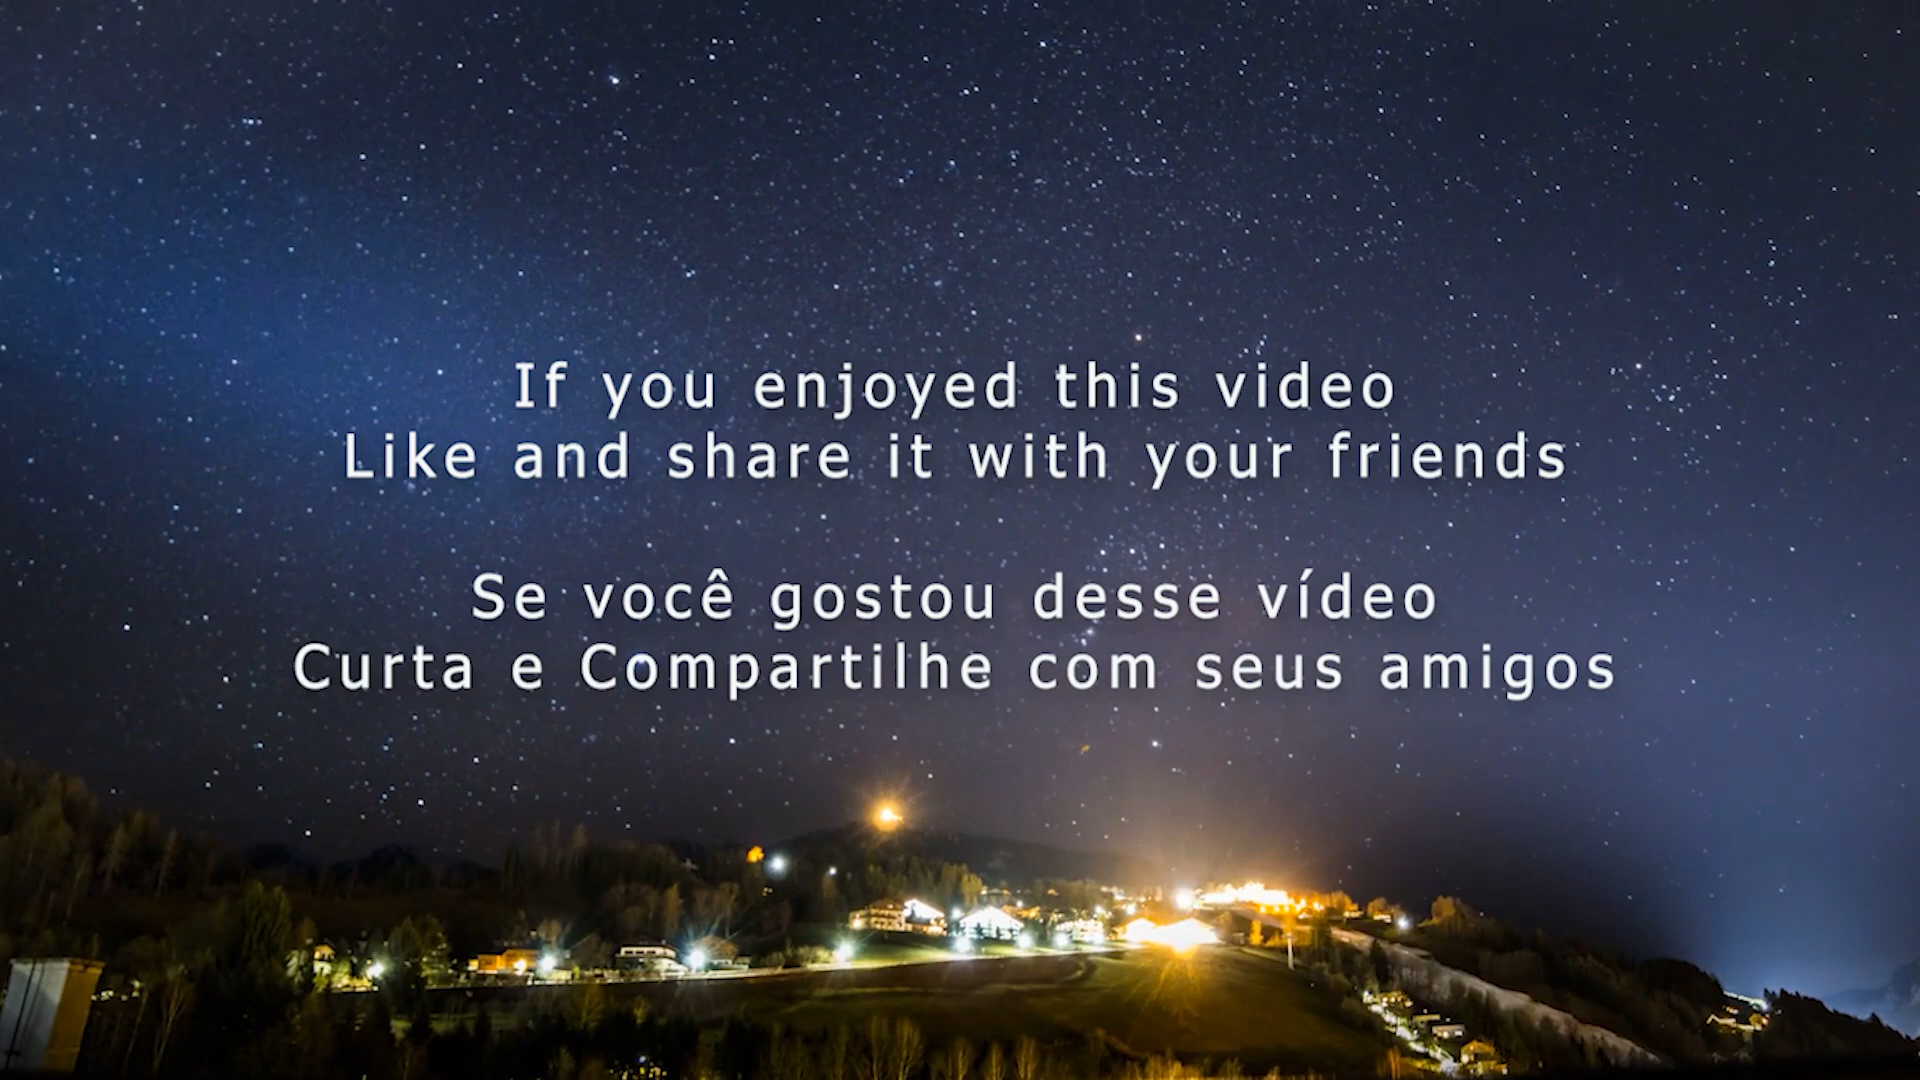 If you enjoyed this video
Like and share it with your friends
Se você gostou desse vídeo
Curta e Compartilhe com seus amigos